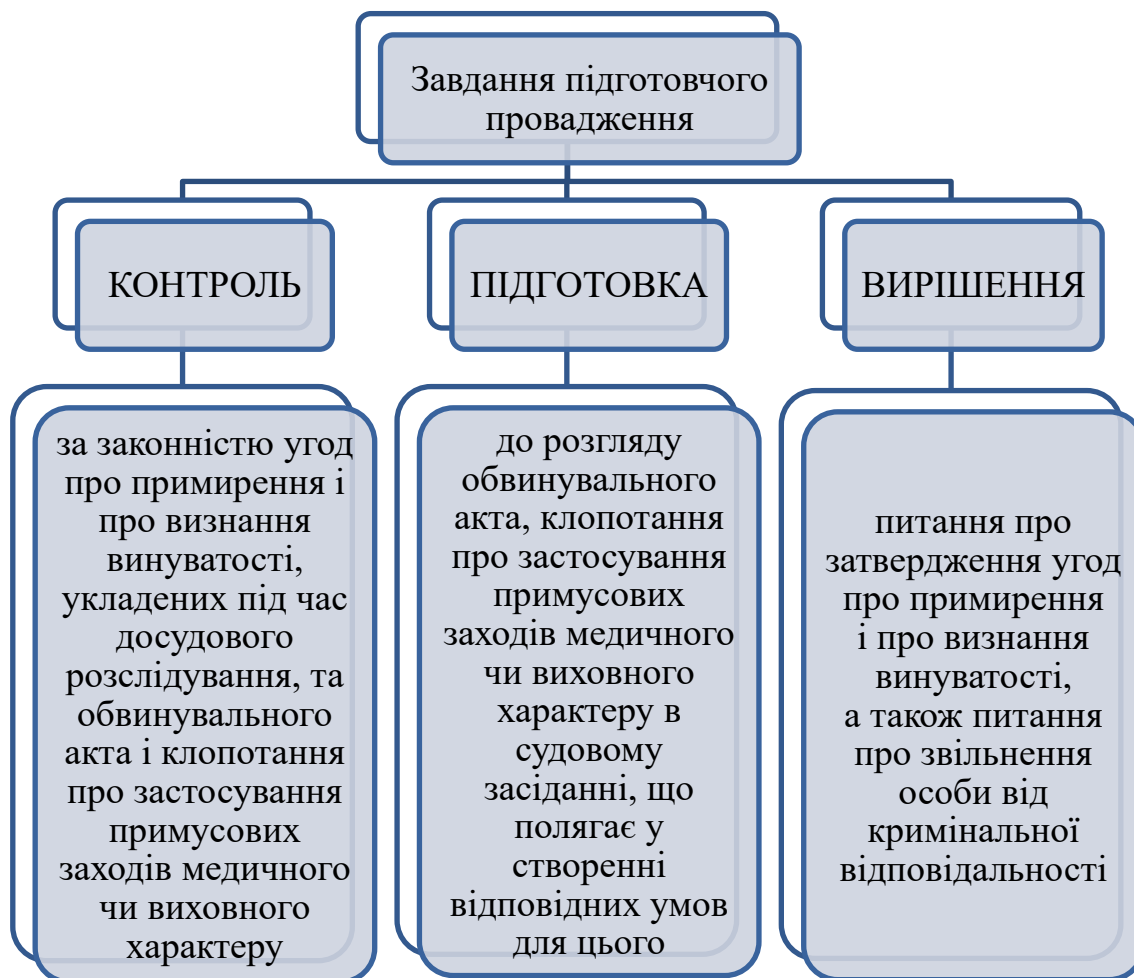 Завдання підготовчого
провадження
КОНТРОЛЬ
ПІДГОТОВКА
ВИРІШЕННЯ
за законністю угод
про примирення і
про визнання
винуватості,
укладених під час
досудового
розслідування, та
обвинувального
акта і клопотання
про застосування
примусових
заходів медичного
чи виховного
характеру
до розгляду
обвинувального
акта, клопотання
про застосування
примусових
заходів медичного
чи виховного
характеру в
судовому
засіданні, що
полягає у
створенні
відповідних умов
для цього
питання про
затвердження угод
про примирення
і про визнання
винуватості,
а також питання
про звільнення
особи від
кримінальної
відповідальності